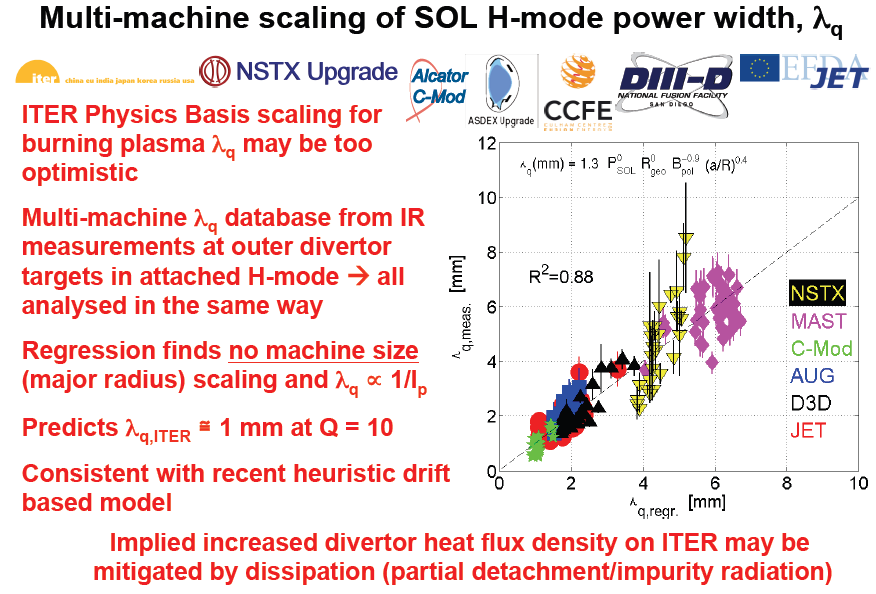 Multi-machine scaling of SOL H-mode power width, λq
iter china eu india japan korea russia usa
NSTX Upgrade
Alcator
C-Mod
ASDEX Upgrade
CCFE
CULHAM CENTRE
FUSION ENERGY
DIII-D
NATIONAL FUSION FACILITY
SAN DIEGO
EFDA
JET
ITER Physics Basis scaling for
burning plasma λq may be too
optimistic
Multi-machine λq database from IR
measurements at outer divertor
targets in attached H-mode → all
analysed in the same way
Regression finds no machine size
(major radius) scaling and λq ∝ 1/Ip
Predicts λq,ITER ≅ 1 mm at Q = 10
Consistent with recent heuristic drift
based model
λq(mm) = 1.3 P⁰SOL R⁰geo B⁻⁰·⁹pol (a/R)⁰·⁴
R²=0.88
λq,meas. [mm]
12
10
8
6
4
2
0
0 2 4 6 8 10
λq,regr. [mm]
NSTX
MAST
C-Mod
AUG
D3D
JET
Implied increased divertor heat flux density on ITER may be
mitigated by dissipation (partial detachment/impurity radiation)